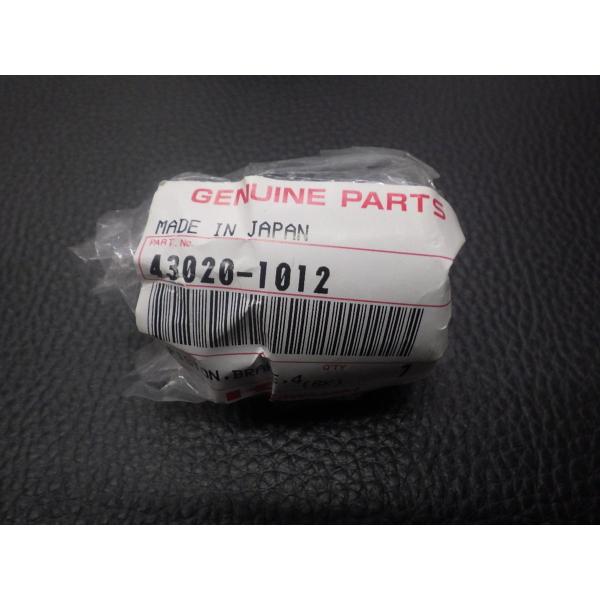 GENUINE PARTS
MADE IN JAPAN
PART. No.
43020-1012
QTY